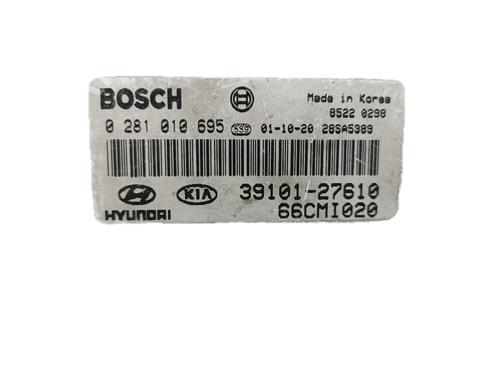 BOSCH
Made in Korea
8522 0298
0 281 010 695 S39 01-10-20 28SA5389
HYUNDAI KIA 39101-27610
66CMI020